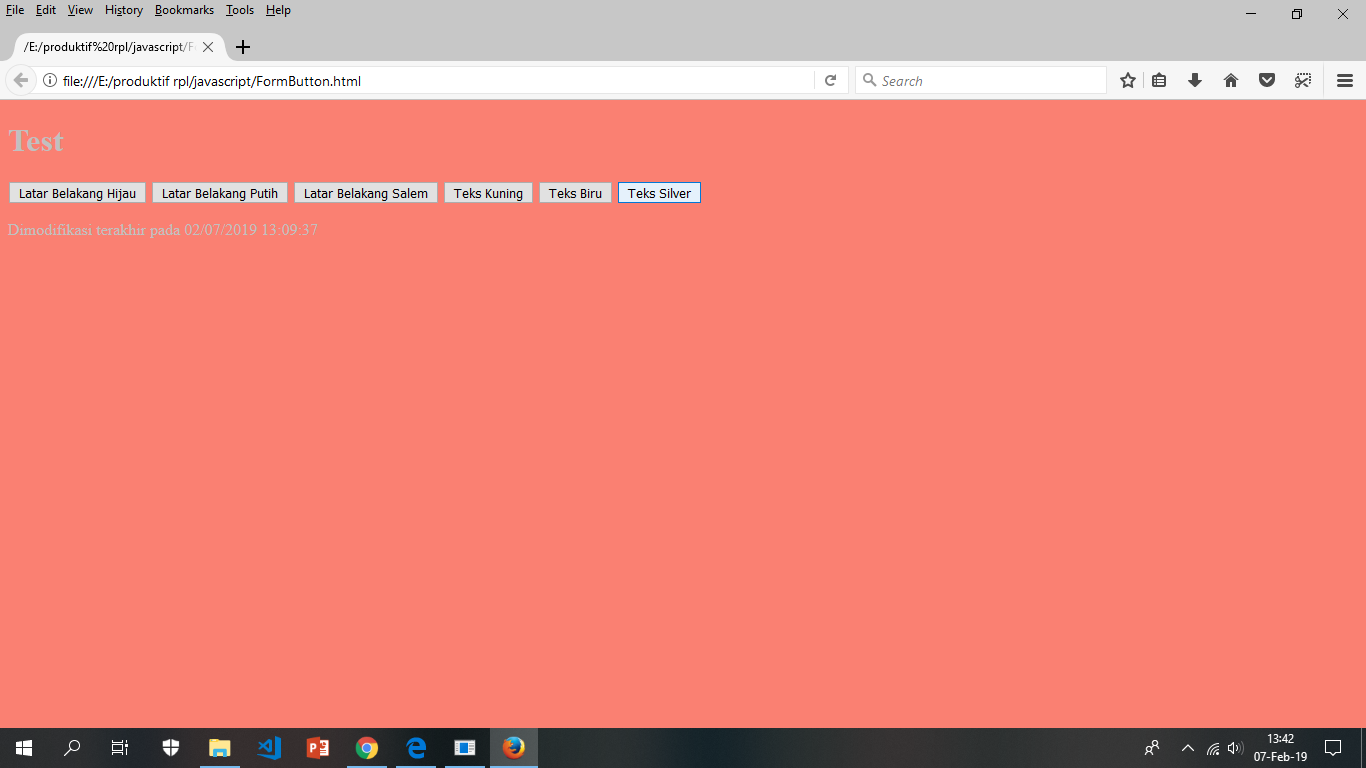 File Edit View History Bookmarks Tools Help
/E:/produktif%20rpl/javascript/F
file:///E:/produktif rpl/javascript/FormButton.html
Search
Test
Latar Belakang Hijau Latar Belakang Putih Latar Belakang Salem Teks Kuning Teks Biru Teks Silver
Dimodifikasi terakhir pada 02/07/2019 13:09:37
13:42
07-Feb-19